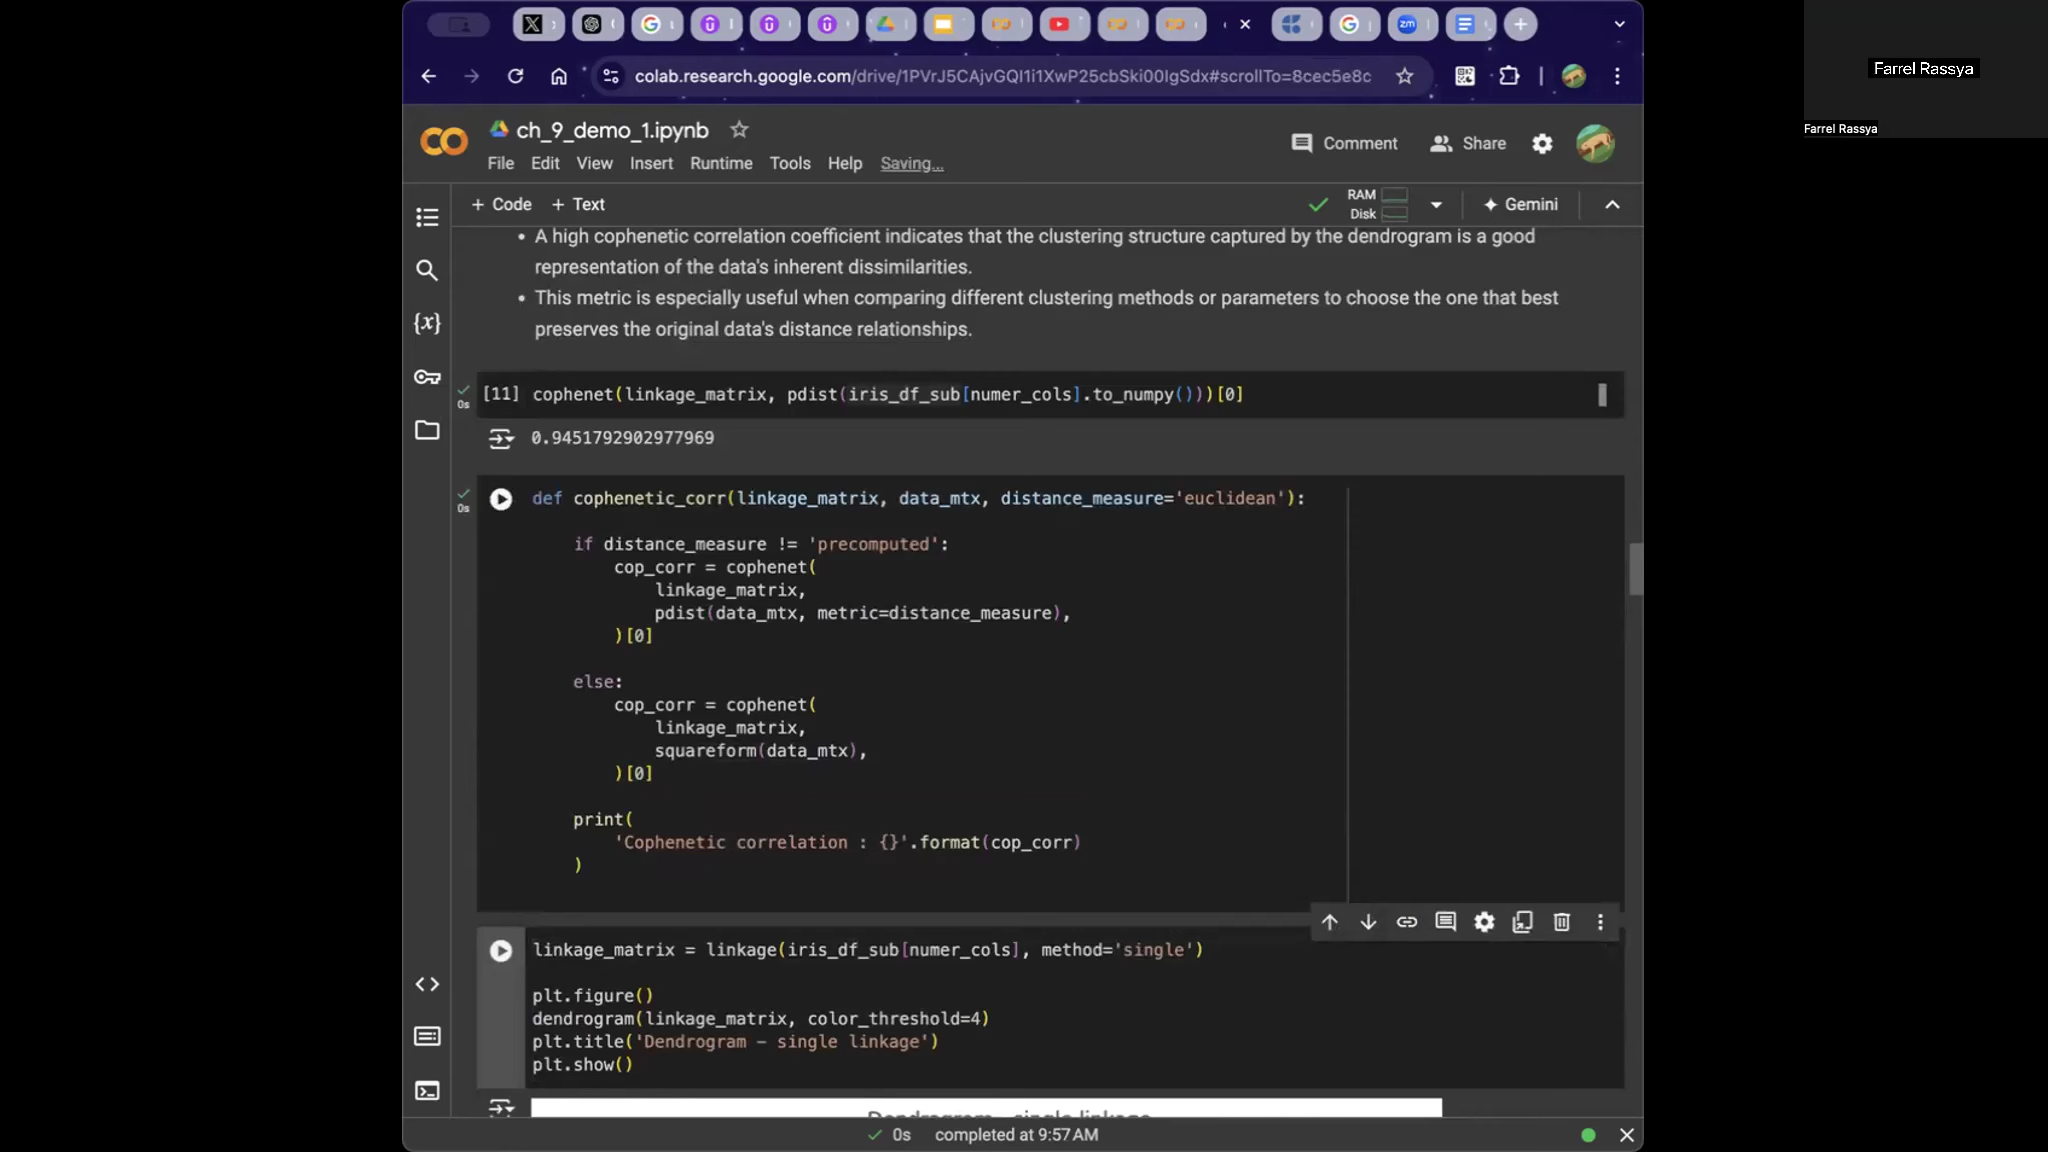 colab.research.google.com/drive/1PVrJ5CAjvGQI1i1XwP25cbSki00IgSdx#scrollTo=8cec5e8c
Farrel Rassya
Farrel Rassya
ch_9_demo_1.ipynb
Comment
Share
File Edit View Insert Runtime Tools Help Saving...
+ Code + Text
RAM
Disk
Gemini
• A high cophenetic correlation coefficient indicates that the clustering structure captured by the dendrogram is a good
representation of the data's inherent dissimilarities.
• This metric is especially useful when comparing different clustering methods or parameters to choose the one that best
preserves the original data's distance relationships.
0s
[11] cophenet(linkage_matrix, pdist(iris_df_sub[numer_cols].to_numpy()))[0]
0.9451792902977969
0s
def cophenetic_corr(linkage_matrix, data_mtx, distance_measure='euclidean'):
if distance_measure != 'precomputed':
cop_corr = cophenet(
linkage_matrix,
pdist(data_mtx, metric=distance_measure),
)[0]
else:
cop_corr = cophenet(
linkage_matrix,
squareform(data_mtx),
)[0]
print(
'Cophenetic correlation : {}'.format(cop_corr)
)
linkage_matrix = linkage(iris_df_sub[numer_cols], method='single')
plt.figure()
dendrogram(linkage_matrix, color_threshold=4)
plt.title('Dendrogram - single linkage')
plt.show()
Dendrogram - single linkage
0s completed at 9:57 AM